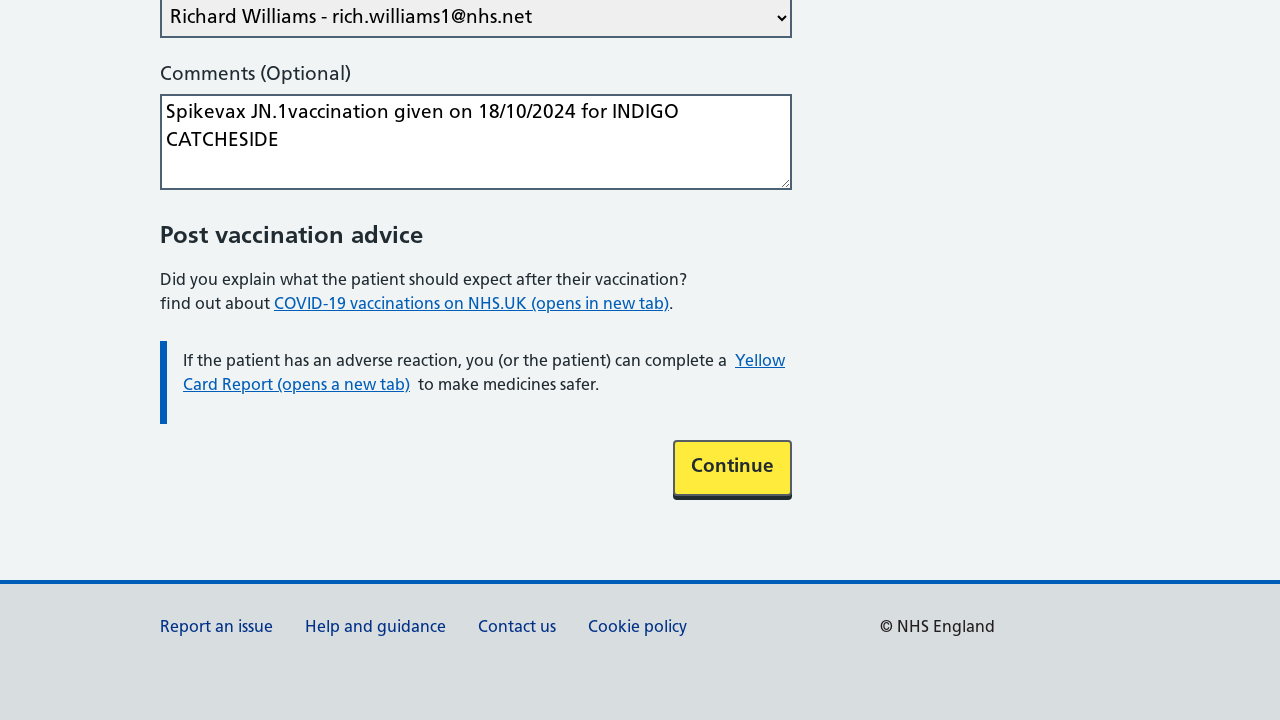 Richard Williams - rich.williams1@nhs.net
Comments (Optional)
Spikevax JN.1vaccination given on 18/10/2024 for INDIGO
CATCHESIDE
Post vaccination advice
Did you explain what the patient should expect after their vaccination?
find out about COVID-19 vaccinations on NHS.UK (opens in new tab).
If the patient has an adverse reaction, you (or the patient) can complete a Yellow
Card Report (opens a new tab) to make medicines safer.
Continue
Report an issue Help and guidance Contact us Cookie policy © NHS England